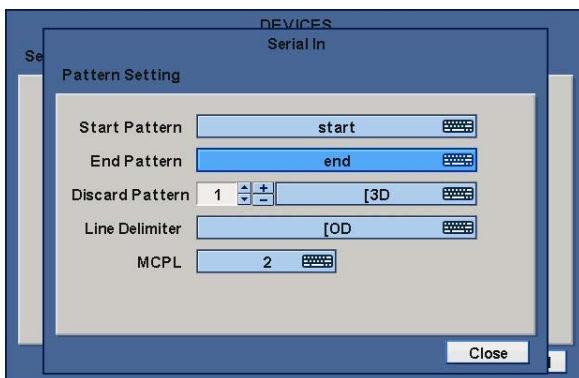 DEVICES
Serial In
Se
Pattern Setting
Start Pattern start
End Pattern end
Discard Pattern 1 [3D
Line Delimiter [OD
MCPL 2
Close